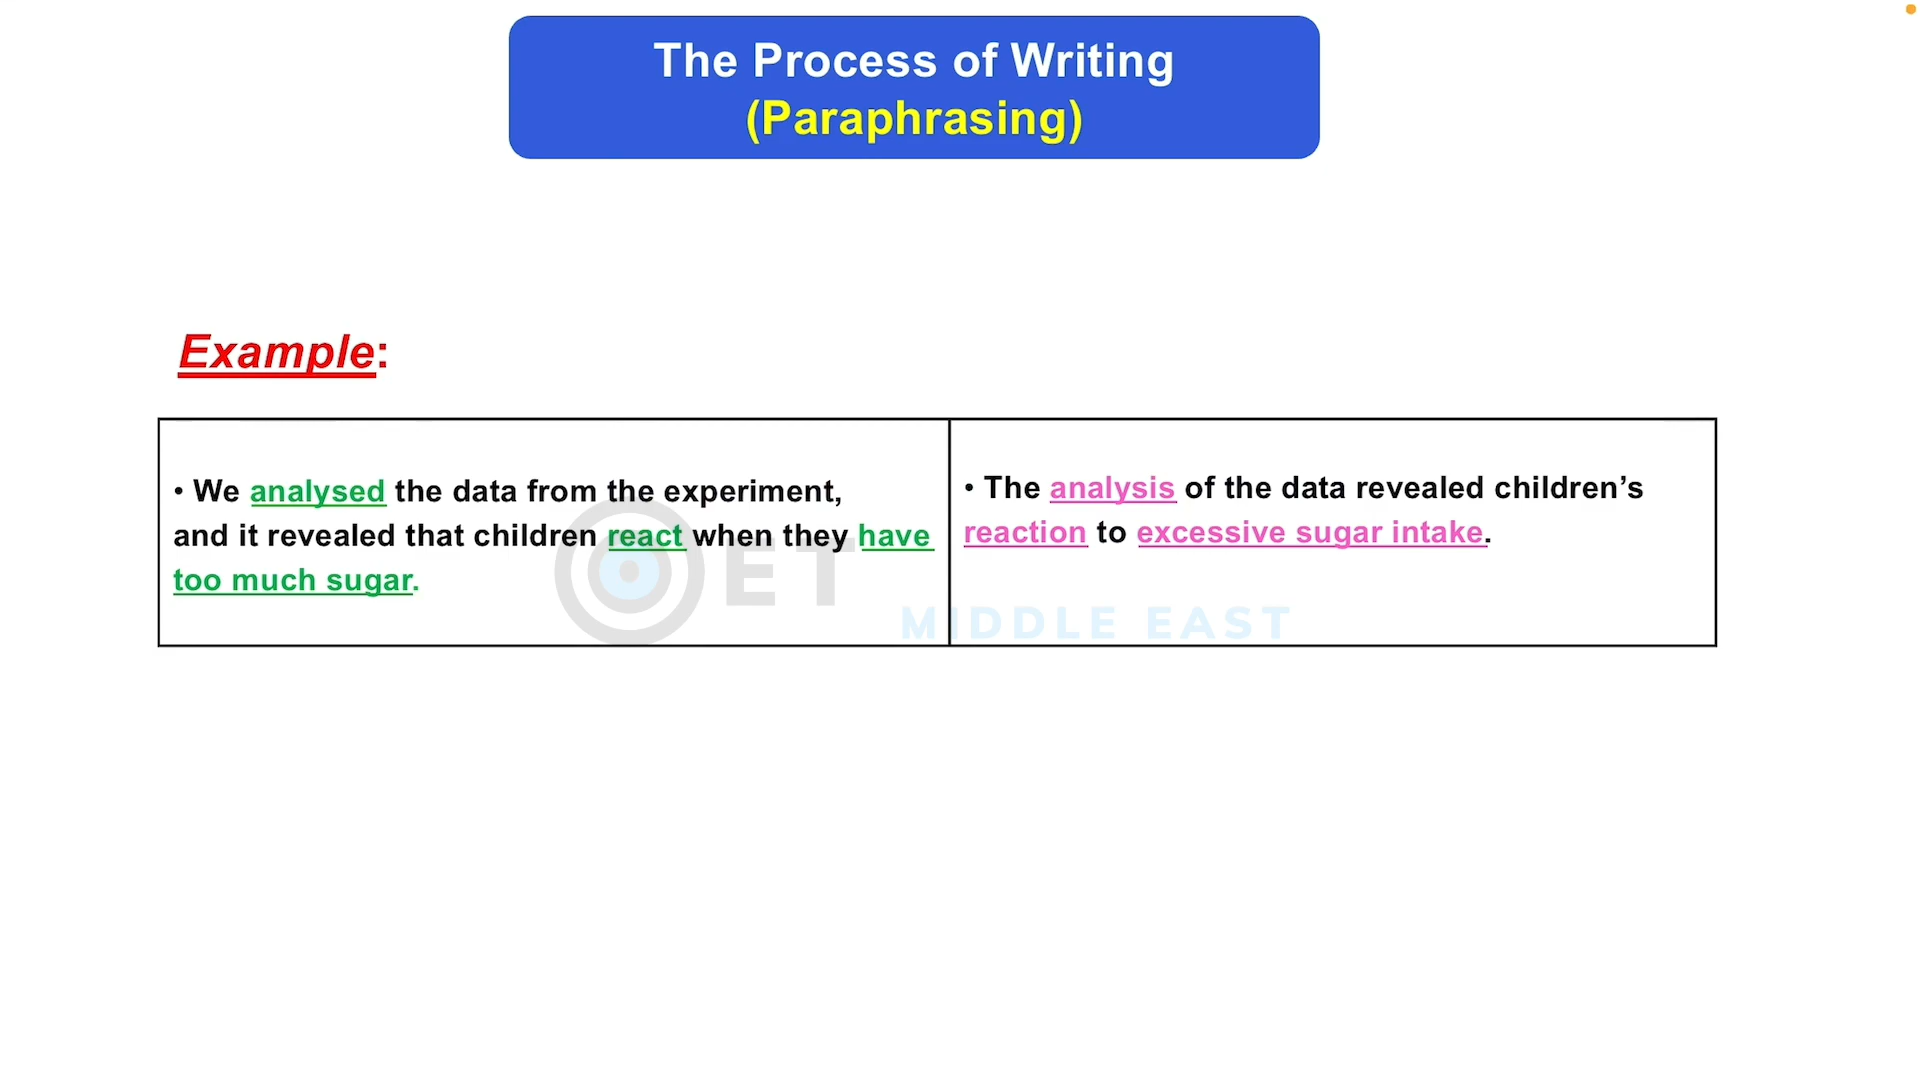 The Process of Writing
(Paraphrasing)
Example:
• We analysed the data from the experiment,
and it revealed that children react when they have
too much sugar.
• The analysis of the data revealed children’s
reaction to excessive sugar intake.
OET
MIDDLE EAST